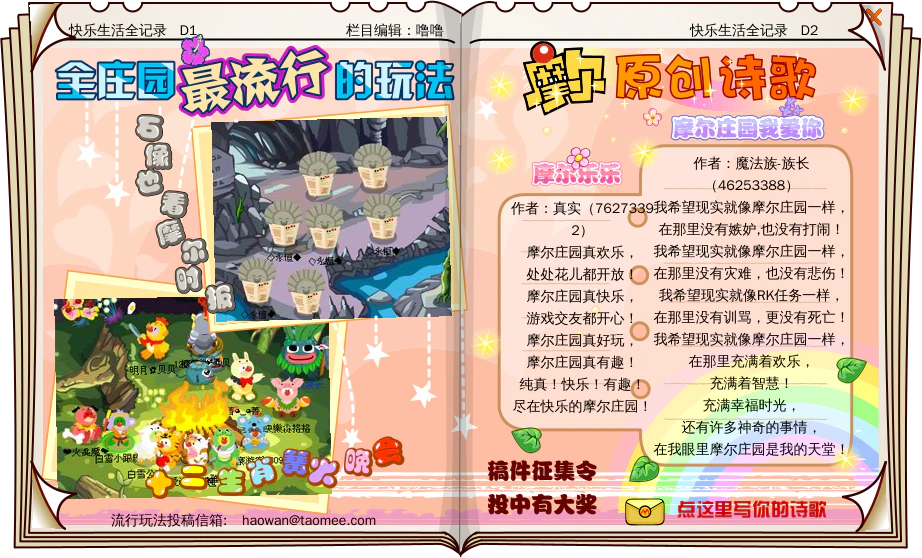 快乐生活全记录 D1
栏目编辑：噜噜
全庄园最流行的玩法
石像也看摩尔时报
◇永恒◆
◇永恒◆
◇永恒◆
◇永恒◆
十二生肖篝火晚会
流行玩法投稿信箱: haowan@taomee.com
快乐生活全记录 D2
摩尔原创诗歌
摩尔乐乐
作者：真实（76273392）
摩尔庄园真欢乐，
处处花儿都开放！
摩尔庄园真快乐，
游戏交友都开心！
摩尔庄园真好玩，
摩尔庄园真有趣！
纯真！快乐！有趣！
尽在快乐的摩尔庄园！
摩尔庄园我爱你
作者：魔法族-族长
（46253388）
我希望现实就像摩尔庄园一样，
在那里没有嫉妒,也没有打闹！
我希望现实就像摩尔庄园一样，
在那里没有灾难，也没有悲伤！
我希望现实就像RK任务一样，
在那里没有训骂，更没有死亡！
我希望现实就像摩尔庄园一样，
在那里充满着欢乐，
充满着智慧！
充满幸福时光，
还有许多神奇的事情，
在我眼里摩尔庄园是我的天堂！
稿件征集令
投中有大奖
点这里写你的诗歌